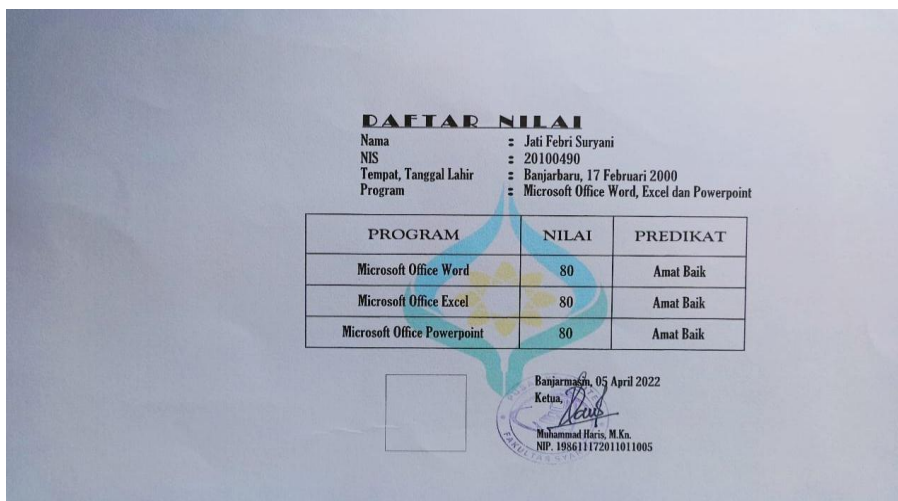 DAFTAR NILAI
Nama : Jati Febri Suryani
NIS : 20100490
Tempat, Tanggal Lahir : Banjarbaru, 17 Februari 2000
Program : Microsoft Office Word, Excel dan Powerpoint
PROGRAM NILAI PREDIKAT
Microsoft Office Word 80 Amat Baik
Microsoft Office Excel 80 Amat Baik
Microsoft Office Powerpoint 80 Amat Baik
Banjarmasin, 05 April 2022
Ketua,
Muhammad Haris, M.Kn.
NIP. 198611172011011005
FAKULTAS